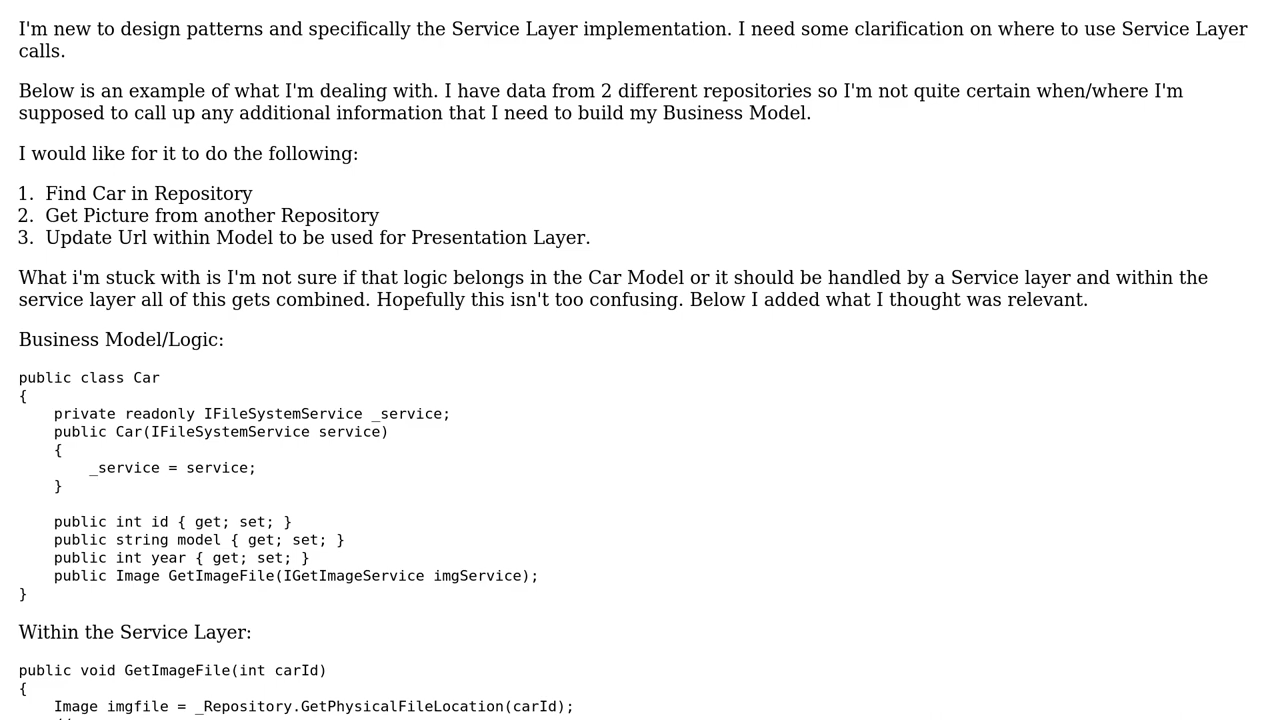 I'm new to design patterns and specifically the Service Layer implementation. I need some clarification on where to use Service Layer
calls.
Below is an example of what I'm dealing with. I have data from 2 different repositories so I'm not quite certain when/where I'm
supposed to call up any additional information that I need to build my Business Model.
I would like for it to do the following:
1. Find Car in Repository
2. Get Picture from another Repository
3. Update Url within Model to be used for Presentation Layer.
What i'm stuck with is I'm not sure if that logic belongs in the Car Model or it should be handled by a Service layer and within the
service layer all of this gets combined. Hopefully this isn't too confusing. Below I added what I thought was relevant.
Business Model/Logic:
public class Car
{
    private readonly IFileSystemService _service;
    public Car(IFileSystemService service)
    {
        _service = service;
    }
    public int id { get; set; }
    public string model { get; set; }
    public int year { get; set; }
    public Image GetImageFile(IGetImageService imgService);
}
Within the Service Layer:
public void GetImageFile(int carId)
{
    Image imgfile = _Repository.GetPhysicalFileLocation(carId);